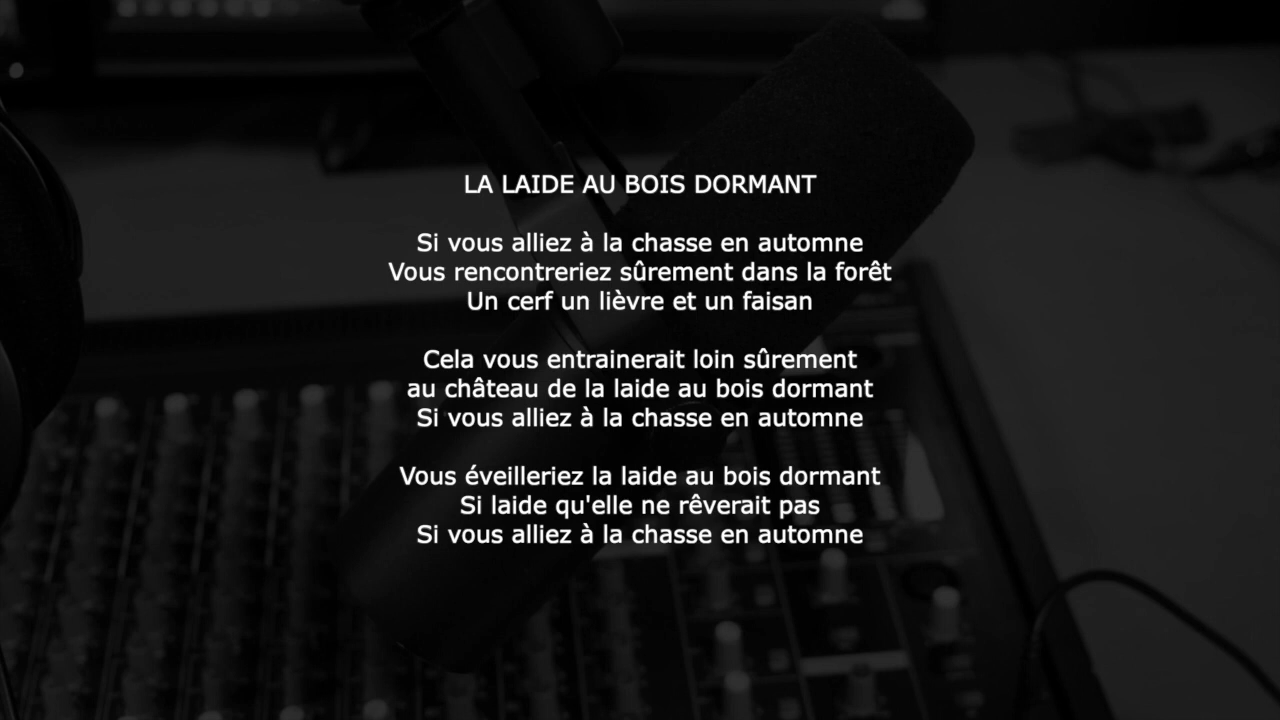 LA LAIDE AU BOIS DORMANT
Si vous alliez à la chasse en automne
Vous rencontreriez sûrement dans la forêt
Un cerf un lièvre et un faisan
Cela vous entrainerait loin sûrement
au château de la laide au bois dormant
Si vous alliez à la chasse en automne
Vous éveilleriez la laide au bois dormant
Si laide qu'elle ne rêverait pas
Si vous alliez à la chasse en automne